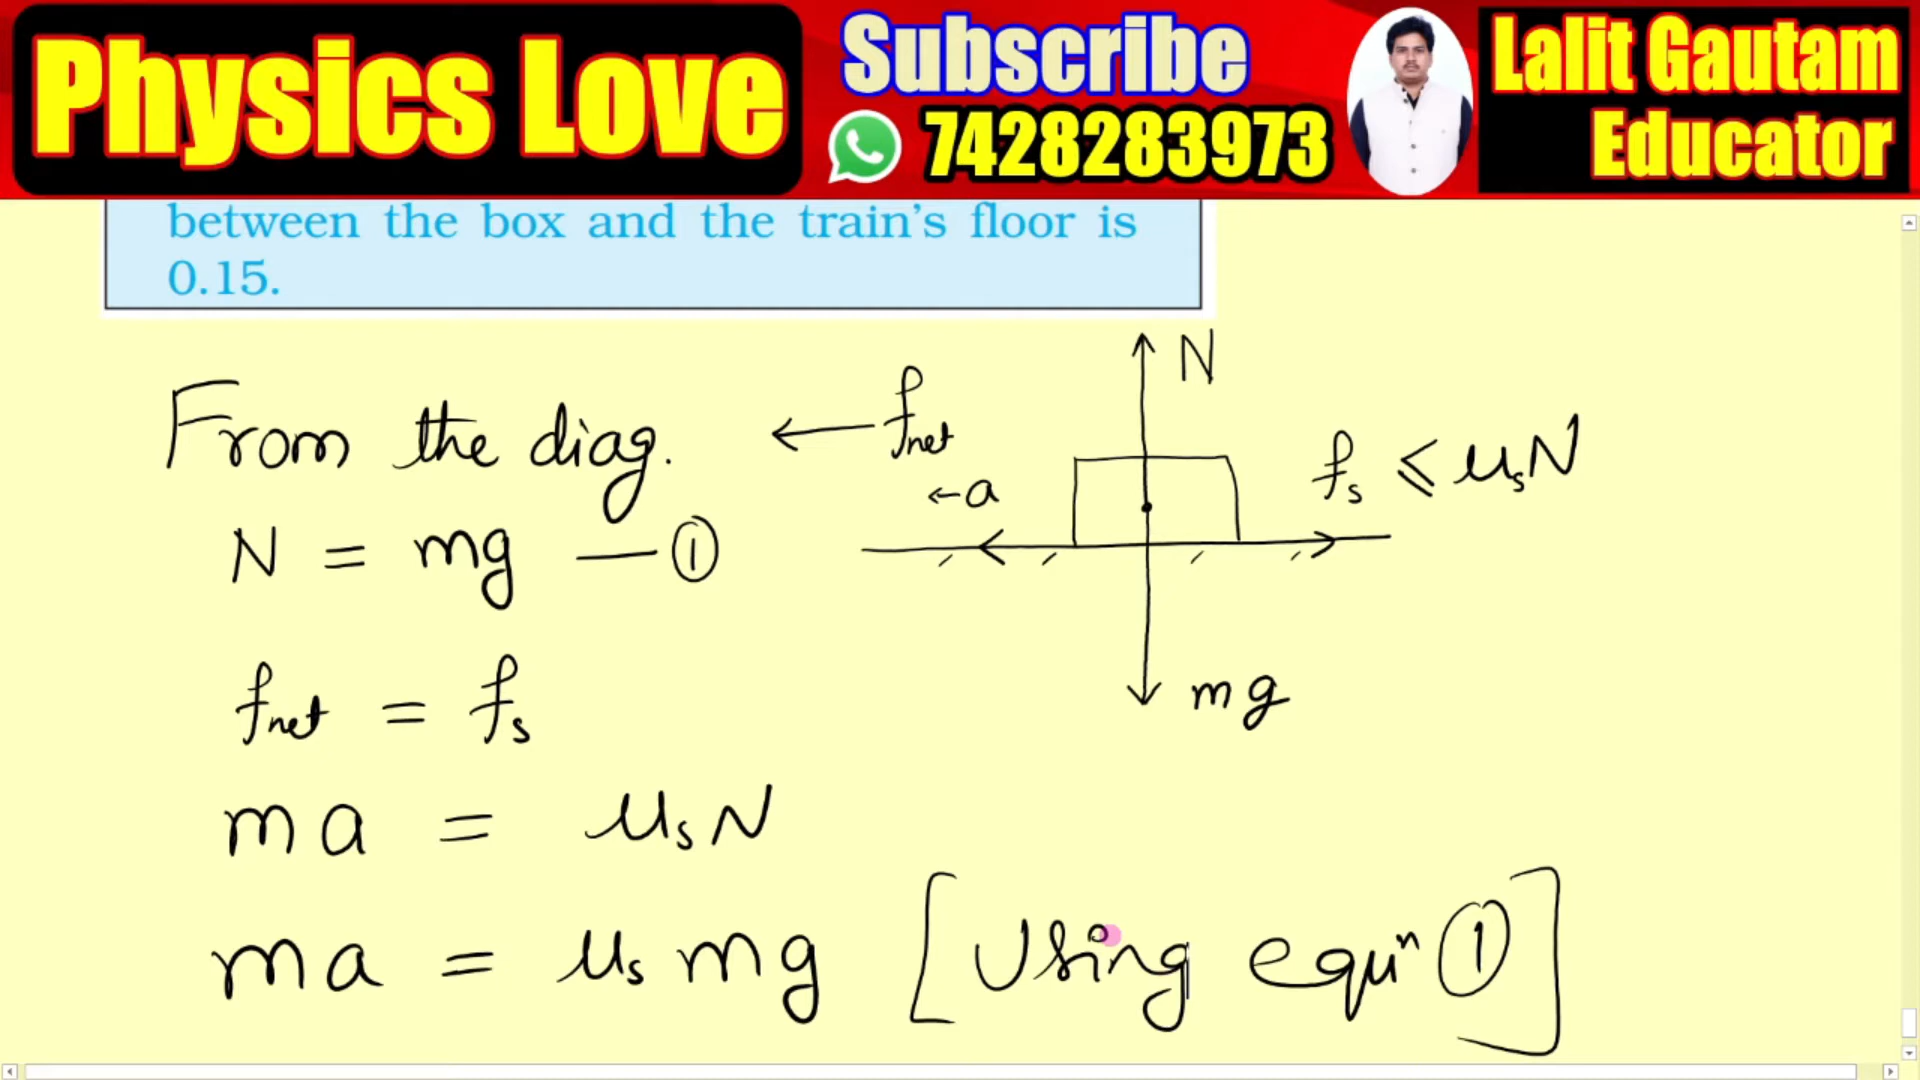 Physics Love
Subscribe
7428283973
Lalit Gautam
Educator
between the box and the train's floor is
0.15.
From the diag.
N = mg — ①
fnet = fs
ma = μsN
ma = μs mg [Using equⁿ ①]
N
← fnet
←a
fs ≤ μsN
mg